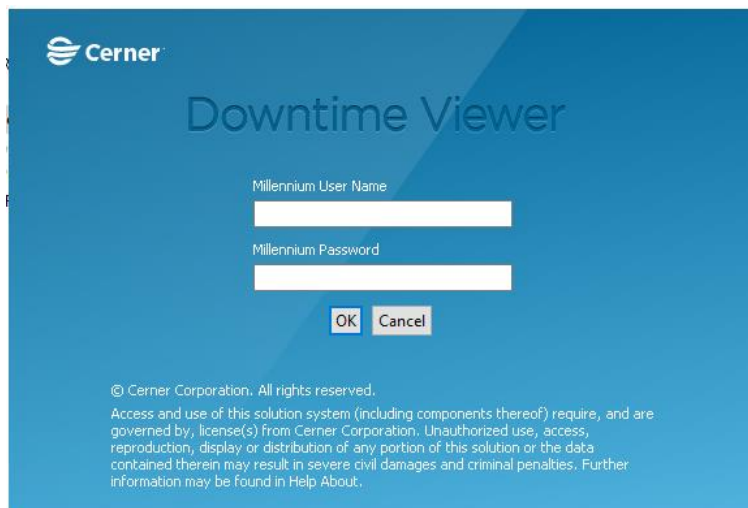 Cerner
Downtime Viewer
Millennium User Name
Millennium Password
OK Cancel
© Cerner Corporation. All rights reserved.
Access and use of this solution system (including components thereof) require, and are
governed by, license(s) from Cerner Corporation. Unauthorized use, access,
reproduction, display or distribution of any portion of this solution or the data
contained therein may result in severe civil damages and criminal penalties. Further
information may be found in Help About.